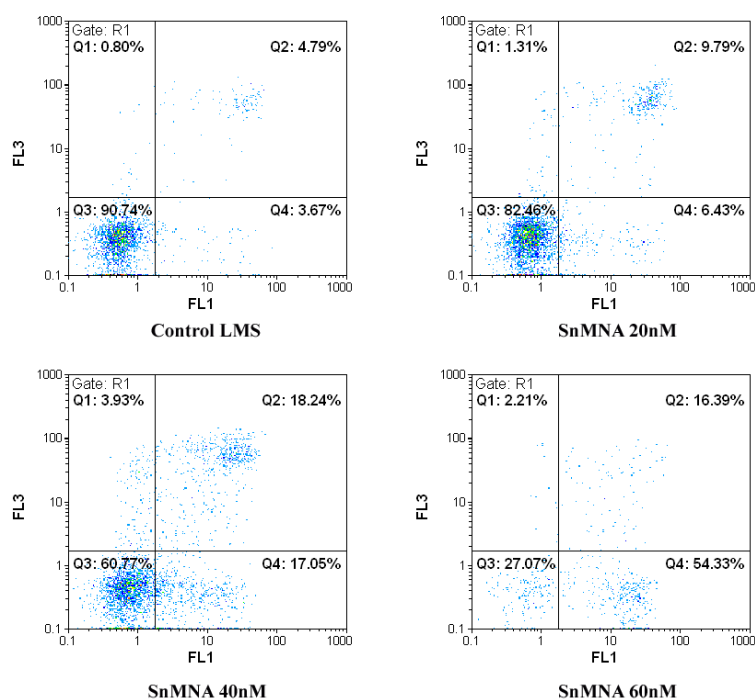 1000
Gate: R1
Q1: 0.80% Q2: 4.79%
100
FL3
10
1
Q3: 90.74% Q4: 3.67%
0.1
0.1 1 10 100 1000
FL1
Control LMS
1000
Gate: R1
Q1: 1.31% Q2: 9.79%
100
FL3
10
1
Q3: 82.46% Q4: 6.43%
0.1
0.1 1 10 100 1000
FL1
SnMNA 20nM
1000
Gate: R1
Q1: 3.93% Q2: 18.24%
100
FL3
10
1
Q3: 60.77% Q4: 17.05%
0.1
0.1 1 10 100 1000
FL1
SnMNA 40nM
1000
Gate: R1
Q1: 2.21% Q2: 16.39%
100
FL3
10
1
Q3: 27.07% Q4: 54.33%
0.1
0.1 1 10 100 1000
FL1
SnMNA 60nM